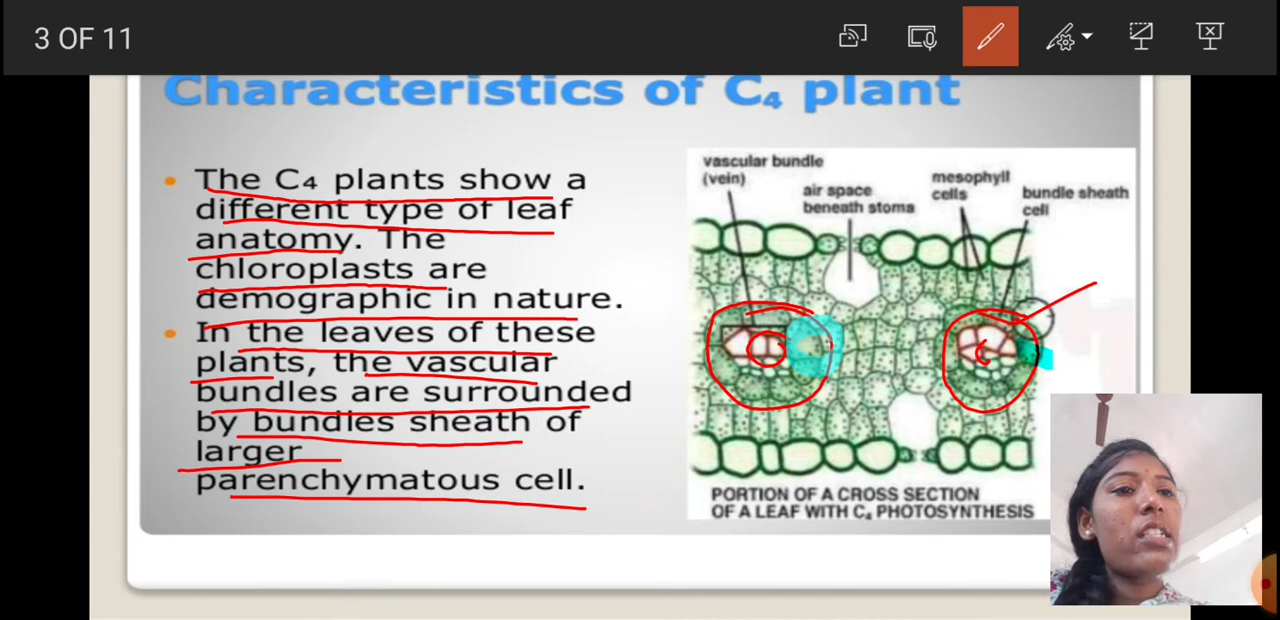 3 OF 11
Characteristics of C₄ plant
• The C₄ plants show a
different type of leaf
anatomy. The
chloroplasts are
demographic in nature.
• In the leaves of these
plants, the vascular
bundles are surrounded
by bundles sheath of
larger
parenchymatous cell.
vascular bundle
(vein)
air space
beneath stoma
mesophyll
cells
bundle sheath
cell
PORTION OF A CROSS SECTION
OF A LEAF WITH C₄ PHOTOSYNTHESIS